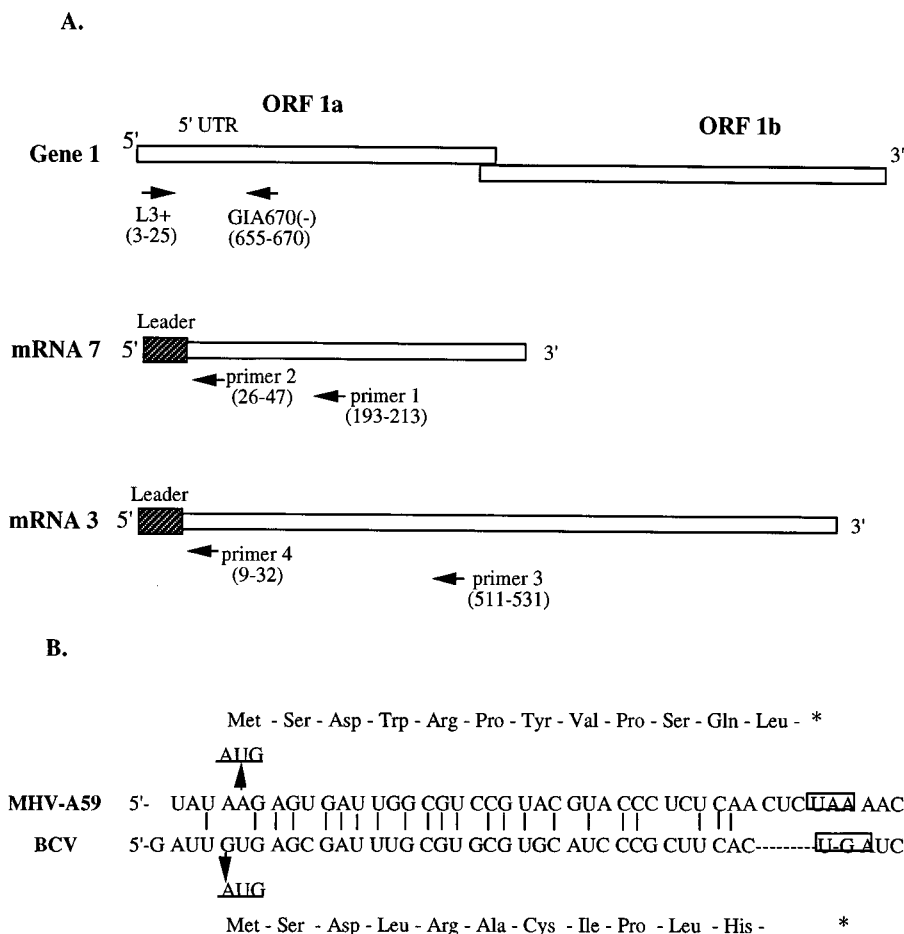 A.
ORF 1a
5' UTR
ORF 1b
Gene 1
5'
3'
L3+
(3-25)
GIA670(-)
(655-670)
Leader
mRNA 7
5'
3'
primer 2
(26-47)
primer 1
(193-213)
Leader
mRNA 3
5'
3'
primer 4
(9-32)
primer 3
(511-531)
B.
Met - Ser - Asp - Trp - Arg - Pro - Tyr - Val - Pro - Ser - Gln - Leu - *
AUG
MHV-A59 5'- UAU AAG AGU GAU UGG CGU CCG UAC GUA CCC UCU CAA CUC UAA AAC
BCV 5'-G AUU GUG AGC GAU UUG CGU GCG UGC AUC CCG CUU CAC--------U-G AUC
AUG
Met - Ser - Asp - Leu - Arg - Ala - Cys - Ile - Pro - Leu - His - *